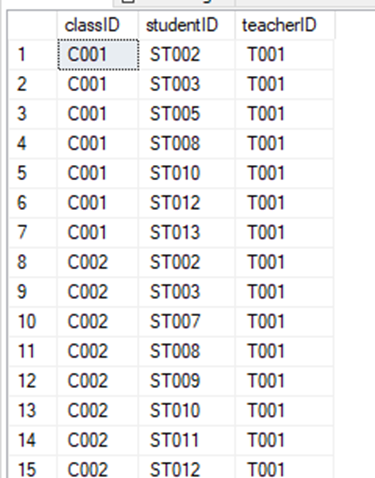 classID studentID teacherID
1 C001 ST002 T001
2 C001 ST003 T001
3 C001 ST005 T001
4 C001 ST008 T001
5 C001 ST010 T001
6 C001 ST012 T001
7 C001 ST013 T001
8 C002 ST002 T001
9 C002 ST003 T001
10 C002 ST007 T001
11 C002 ST008 T001
12 C002 ST009 T001
13 C002 ST010 T001
14 C002 ST011 T001
15 C002 ST012 T001